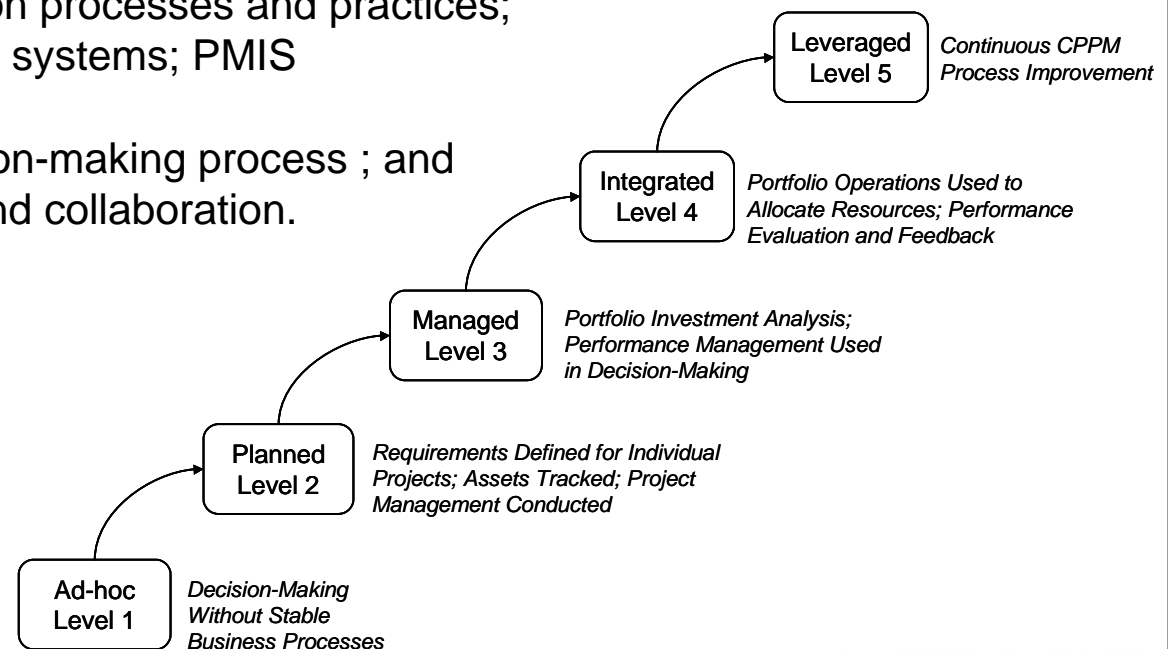 on processes and practices;
systems; PMIS
on-making process ; and
nd collaboration.
Leveraged
Level 5
Continuous CPPM
Process Improvement
Integrated
Level 4
Portfolio Operations Used to
Allocate Resources; Performance
Evaluation and Feedback
Managed
Level 3
Portfolio Investment Analysis;
Performance Management Used
in Decision-Making
Planned
Level 2
Requirements Defined for Individual
Projects; Assets Tracked; Project
Management Conducted
Ad-hoc
Level 1
Decision-Making
Without Stable
Business Processes